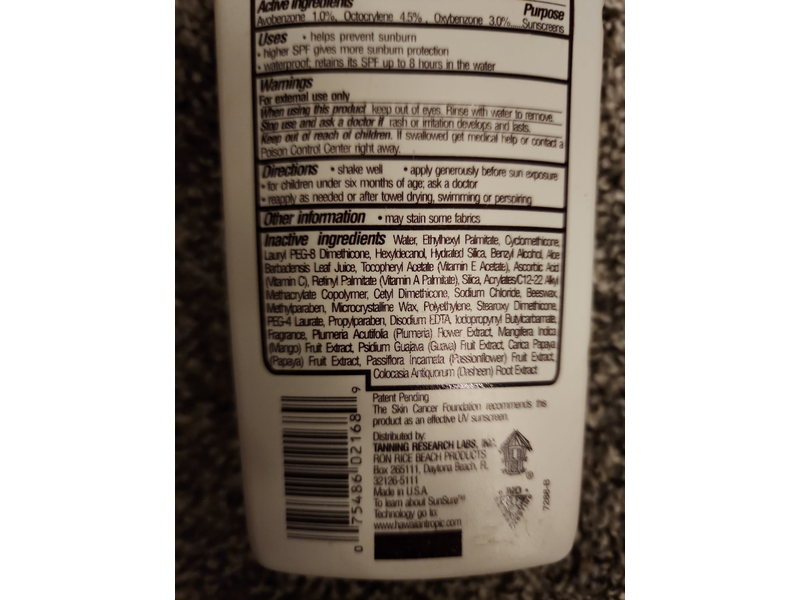 Active ingredients
Purpose
Avobenzone 1.0%, Octocrylene 4.5% , Oxybenzone 3.0%.... Sunscreens
Uses • helps prevent sunburn
• higher SPF gives more sunburn protection
• waterproof; retains its SPF up to 8 hours in the water
Warnings
For external use only
When using this product keep out of eyes. Rinse with water to remove.
Stop use and ask a doctor if rash or irritation develops and lasts.
Keep out of reach of children. If swallowed get medical help or contact a
Poison Control Center right away.
Directions • shake well • apply generously before sun exposure
• for children under six months of age; ask a doctor
• reapply as needed or after towel drying, swimming or perspiring
Other information • may stain some fabrics
Inactive ingredients Water, Ethylhexyl Palmitate, Cyclomethicone,
Lauryl PEG-8 Dimethicone, Hexyldecanol, Hydrated Silica, Benzyl Alcohol, Aloe
Barbadensis Leaf Juice, Tocopheryl Acetate (Vitamin E Acetate), Ascorbic Acid
(Vitamin C), Retinyl Palmitate (Vitamin A Palmitate), Silica, Acrylates/C12-22 Alkyl
Methacrylate Copolymer, Cetyl Dimethicone, Sodium Chloride, Beeswax,
Methylparaben, Microcrystalline Wax, Polyethylene, Stearoxy Dimethicone,
PEG-4 Laurate, Propylparaben, Disodium EDTA, Iodopropynyl Butylcarbamate,
Fragrance, Plumeria Acutifolia (Plumeria) Flower Extract, Mangifera Indica
(Mango) Fruit Extract, Psidium Guajava (Guava) Fruit Extract, Carica Papaya
(Papaya) Fruit Extract, Passiflora Incarnata (Passionflower) Fruit Extract,
Colocasia Antiquorum (Dasheen) Root Extract
Patent Pending
The Skin Cancer Foundation recommends this
product as an effective UV sunscreen.
Distributed by:
TANNING RESEARCH LABS, INC.
RON RICE BEACH PRODUCTS
Box 265111, Daytona Beach, FL
32126-5111
Made in U.S.A.
To learn about SunSure™
Technology go to:
www.hawaiiantropic.com
0 75486 02168 9
®
NO
7286-B